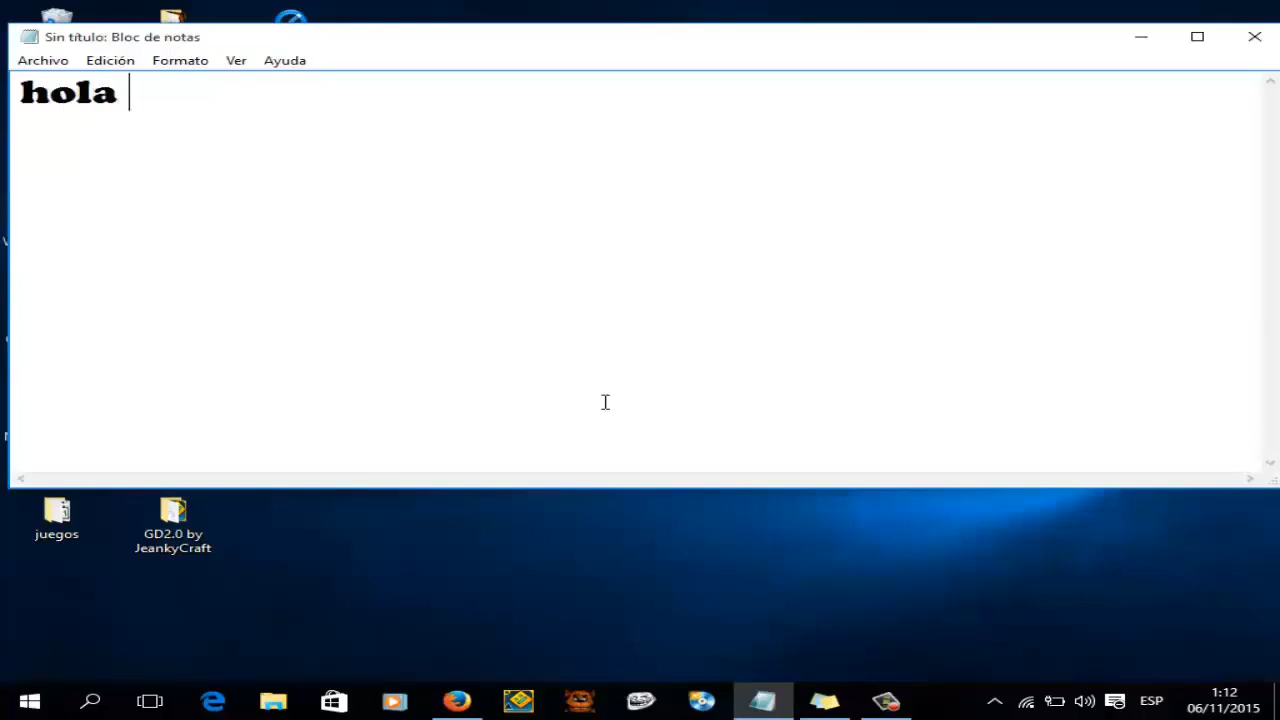 Sin título: Bloc de notas
Archivo Edición Formato Ver Ayuda
hola
juegos
GD2.0 by
JeankyCraft
ESP
1:12
06/11/2015